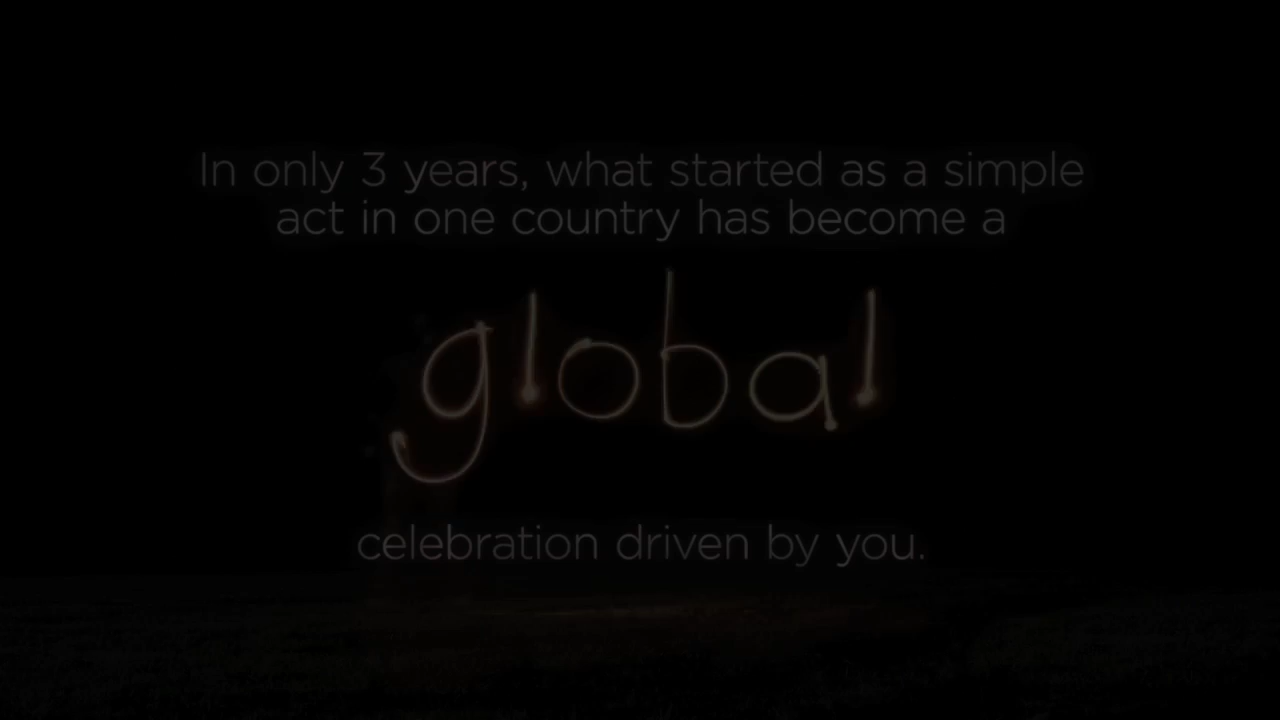 In only 3 years, what started as a simple
act in one country has become a
global
celebration driven by you.